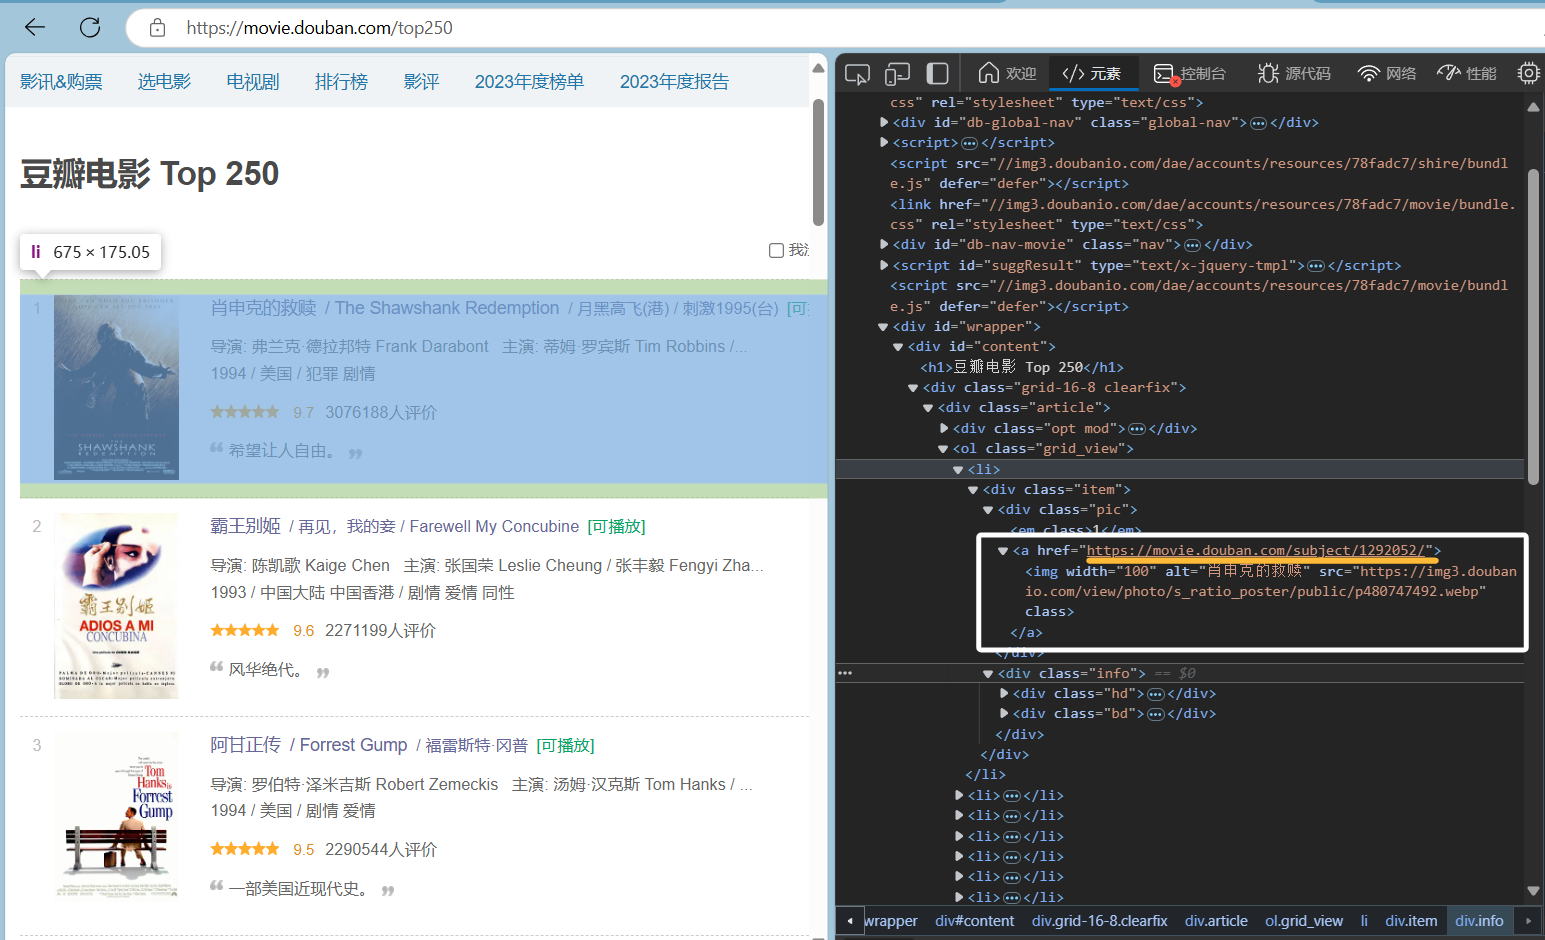 https://movie.douban.com/top250
影讯&购票 选电影 电视剧 排行榜 影评 2023年度榜单 2023年度报告
豆瓣电影 Top 250
li 675 × 175.05
我没
1 肖申克的救赎 / The Shawshank Redemption / 月黑高飞(港) / 刺激1995(台) [可
导演: 弗兰克·德拉邦特 Frank Darabont 主演: 蒂姆·罗宾斯 Tim Robbins /...
1994 / 美国 / 犯罪 剧情
9.7 3076188人评价
“ 希望让人自由。 ”
THE
SHAWSHANK
REDEMPTION
2 霸王别姬 / 再见，我的妾 / Farewell My Concubine [可播放]
导演: 陈凯歌 Kaige Chen 主演: 张国荣 Leslie Cheung / 张丰毅 Fengyi Zha...
1993 / 中国大陆 中国香港 / 剧情 爱情 同性
9.6 2271199人评价
“ 风华绝代。 ”
霸王别姬
ADIOS A MI
CONCUBINA
3 阿甘正传 / Forrest Gump / 福雷斯特·冈普 [可播放]
导演: 罗伯特·泽米吉斯 Robert Zemeckis 主演: 汤姆·汉克斯 Tom Hanks / ...
1994 / 美国 / 剧情 爱情
9.5 2290544人评价
“ 一部美国近现代史。 ”
Tom
Hanks is
Forrest
Gump
欢迎 </> 元素 控制台 源代码 网络 性能
css" rel="stylesheet" type="text/css">
<div id="db-global-nav" class="global-nav">…</div>
<script>…</script>
<script src="//img3.doubanio.com/dae/accounts/resources/78fadc7/shire/bundl
e.js" defer="defer"></script>
<link href="//img3.doubanio.com/dae/accounts/resources/78fadc7/movie/bundle.
css" rel="stylesheet" type="text/css">
<div id="db-nav-movie" class="nav">…</div>
<script id="suggResult" type="text/x-jquery-tmpl">…</script>
<script src="//img3.doubanio.com/dae/accounts/resources/78fadc7/movie/bundl
e.js" defer="defer"></script>
<div id="wrapper">
<div id="content">
<h1>豆瓣电影 Top 250</h1>
<div class="grid-16-8 clearfix">
<div class="article">
<div class="opt mod">…</div>
<ol class="grid_view">
<li>
<div class="item">
<div class="pic">
<em class>1</em>
<a href="https://movie.douban.com/subject/1292052/">
<img width="100" alt="肖申克的救赎" src="https://img3.douban
io.com/view/photo/s_ratio_poster/public/p480747492.webp"
class>
</a>
</div>
<div class="info"> == $0
<div class="hd">…</div>
<div class="bd">…</div>
</div>
</div>
</li>
<li>…</li>
<li>…</li>
<li>…</li>
<li>…</li>
<li>…</li>
<li>…</li>
wrapper div#content div.grid-16-8.clearfix div.article ol.grid_view li div.item div.info